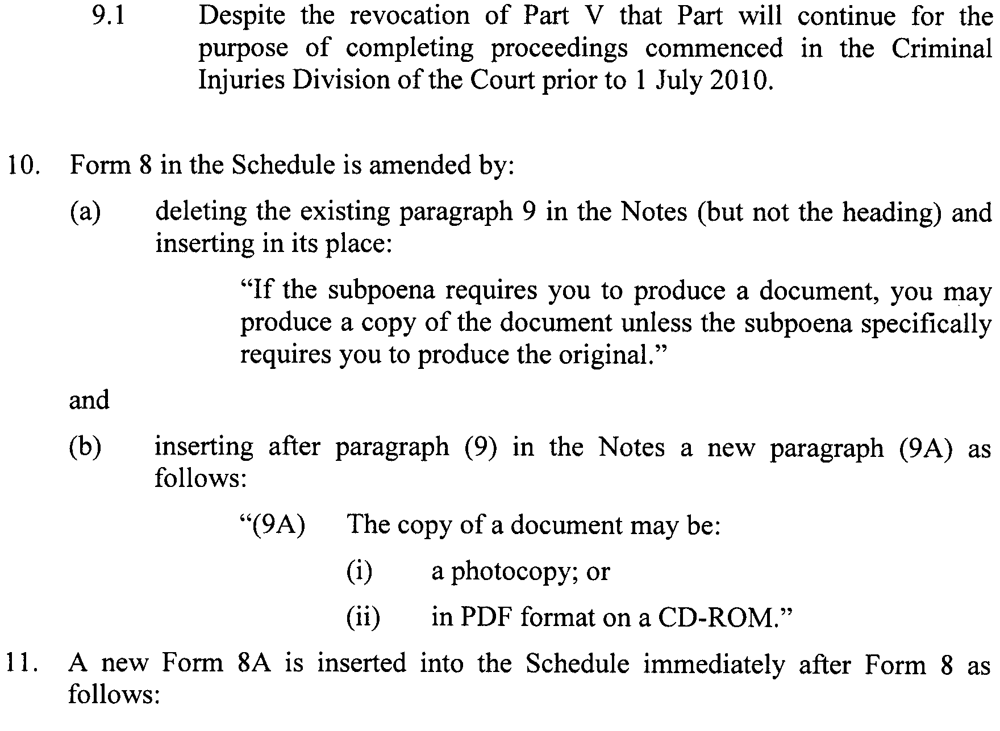 9.1 Despite the revocation of Part V that Part will continue for the
purpose of completing proceedings commenced in the Criminal
Injuries Division of the Court prior to 1 July 2010.
10. Form 8 in the Schedule is amended by:
(a) deleting the existing paragraph 9 in the Notes (but not the heading) and
inserting in its place:
“If the subpoena requires you to produce a document, you may
produce a copy of the document unless the subpoena specifically
requires you to produce the original.”
and
(b) inserting after paragraph (9) in the Notes a new paragraph (9A) as
follows:
“(9A) The copy of a document may be:
(i) a photocopy; or
(ii) in PDF format on a CD-ROM.”
11. A new Form 8A is inserted into the Schedule immediately after Form 8 as
follows: